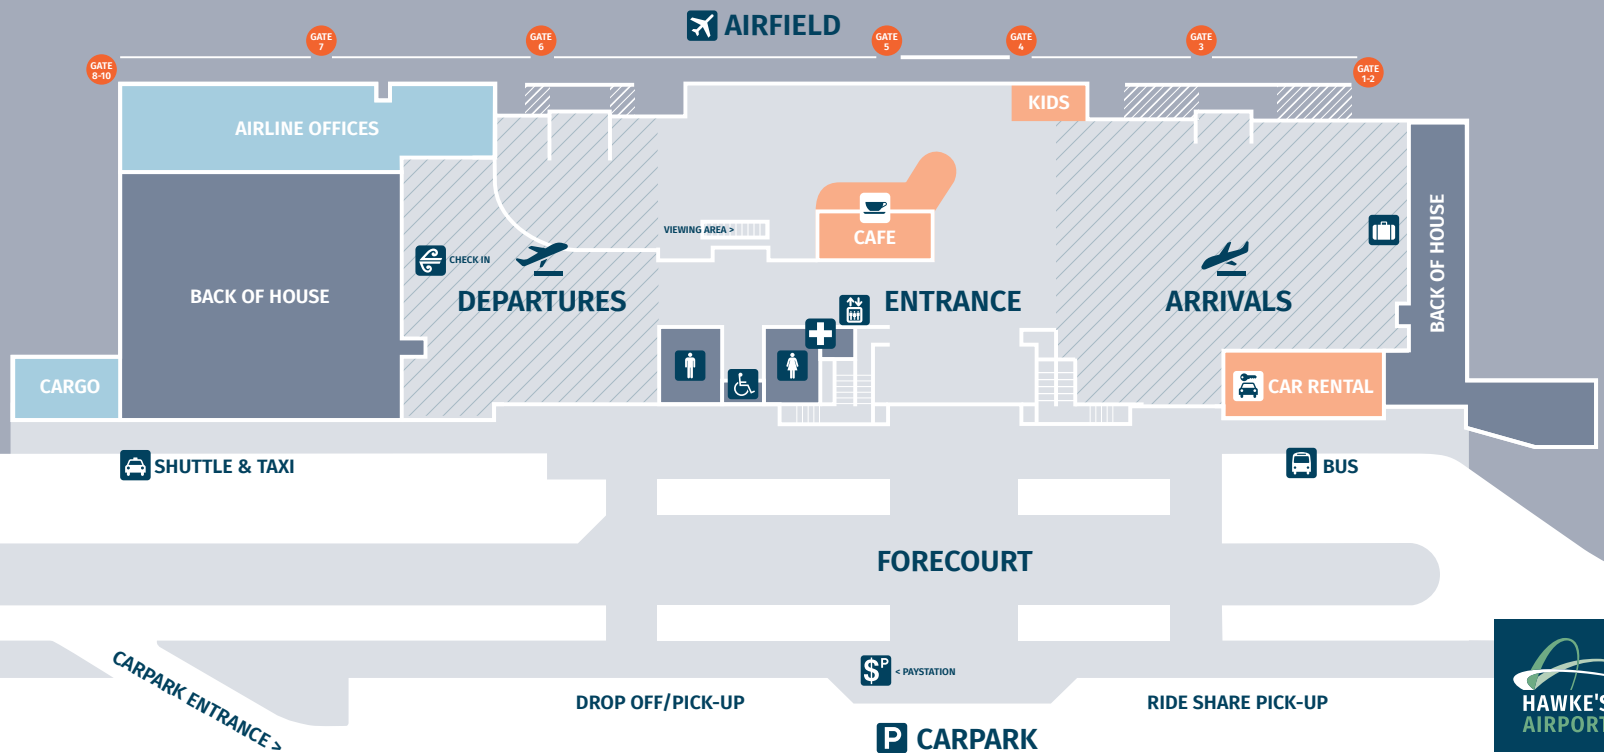 AIRFIELD
GATE
7
GATE
6
GATE
5
GATE
4
GATE
3
GATE
8-10
GATE
1-2
KIDS
AIRLINE OFFICES
VIEWING AREA >
CAFE
CHECK IN
BACK OF HOUSE
DEPARTURES
ENTRANCE
ARRIVALS
BACK OF HOUSE
CARGO
CAR RENTAL
SHUTTLE & TAXI
BUS
FORECOURT
CARPARK ENTRANCE >
$P
< PAYSTATION
DROP OFF/PICK-UP
RIDE SHARE PICK-UP
P CARPARK
HAWKE'S
AIRPORT